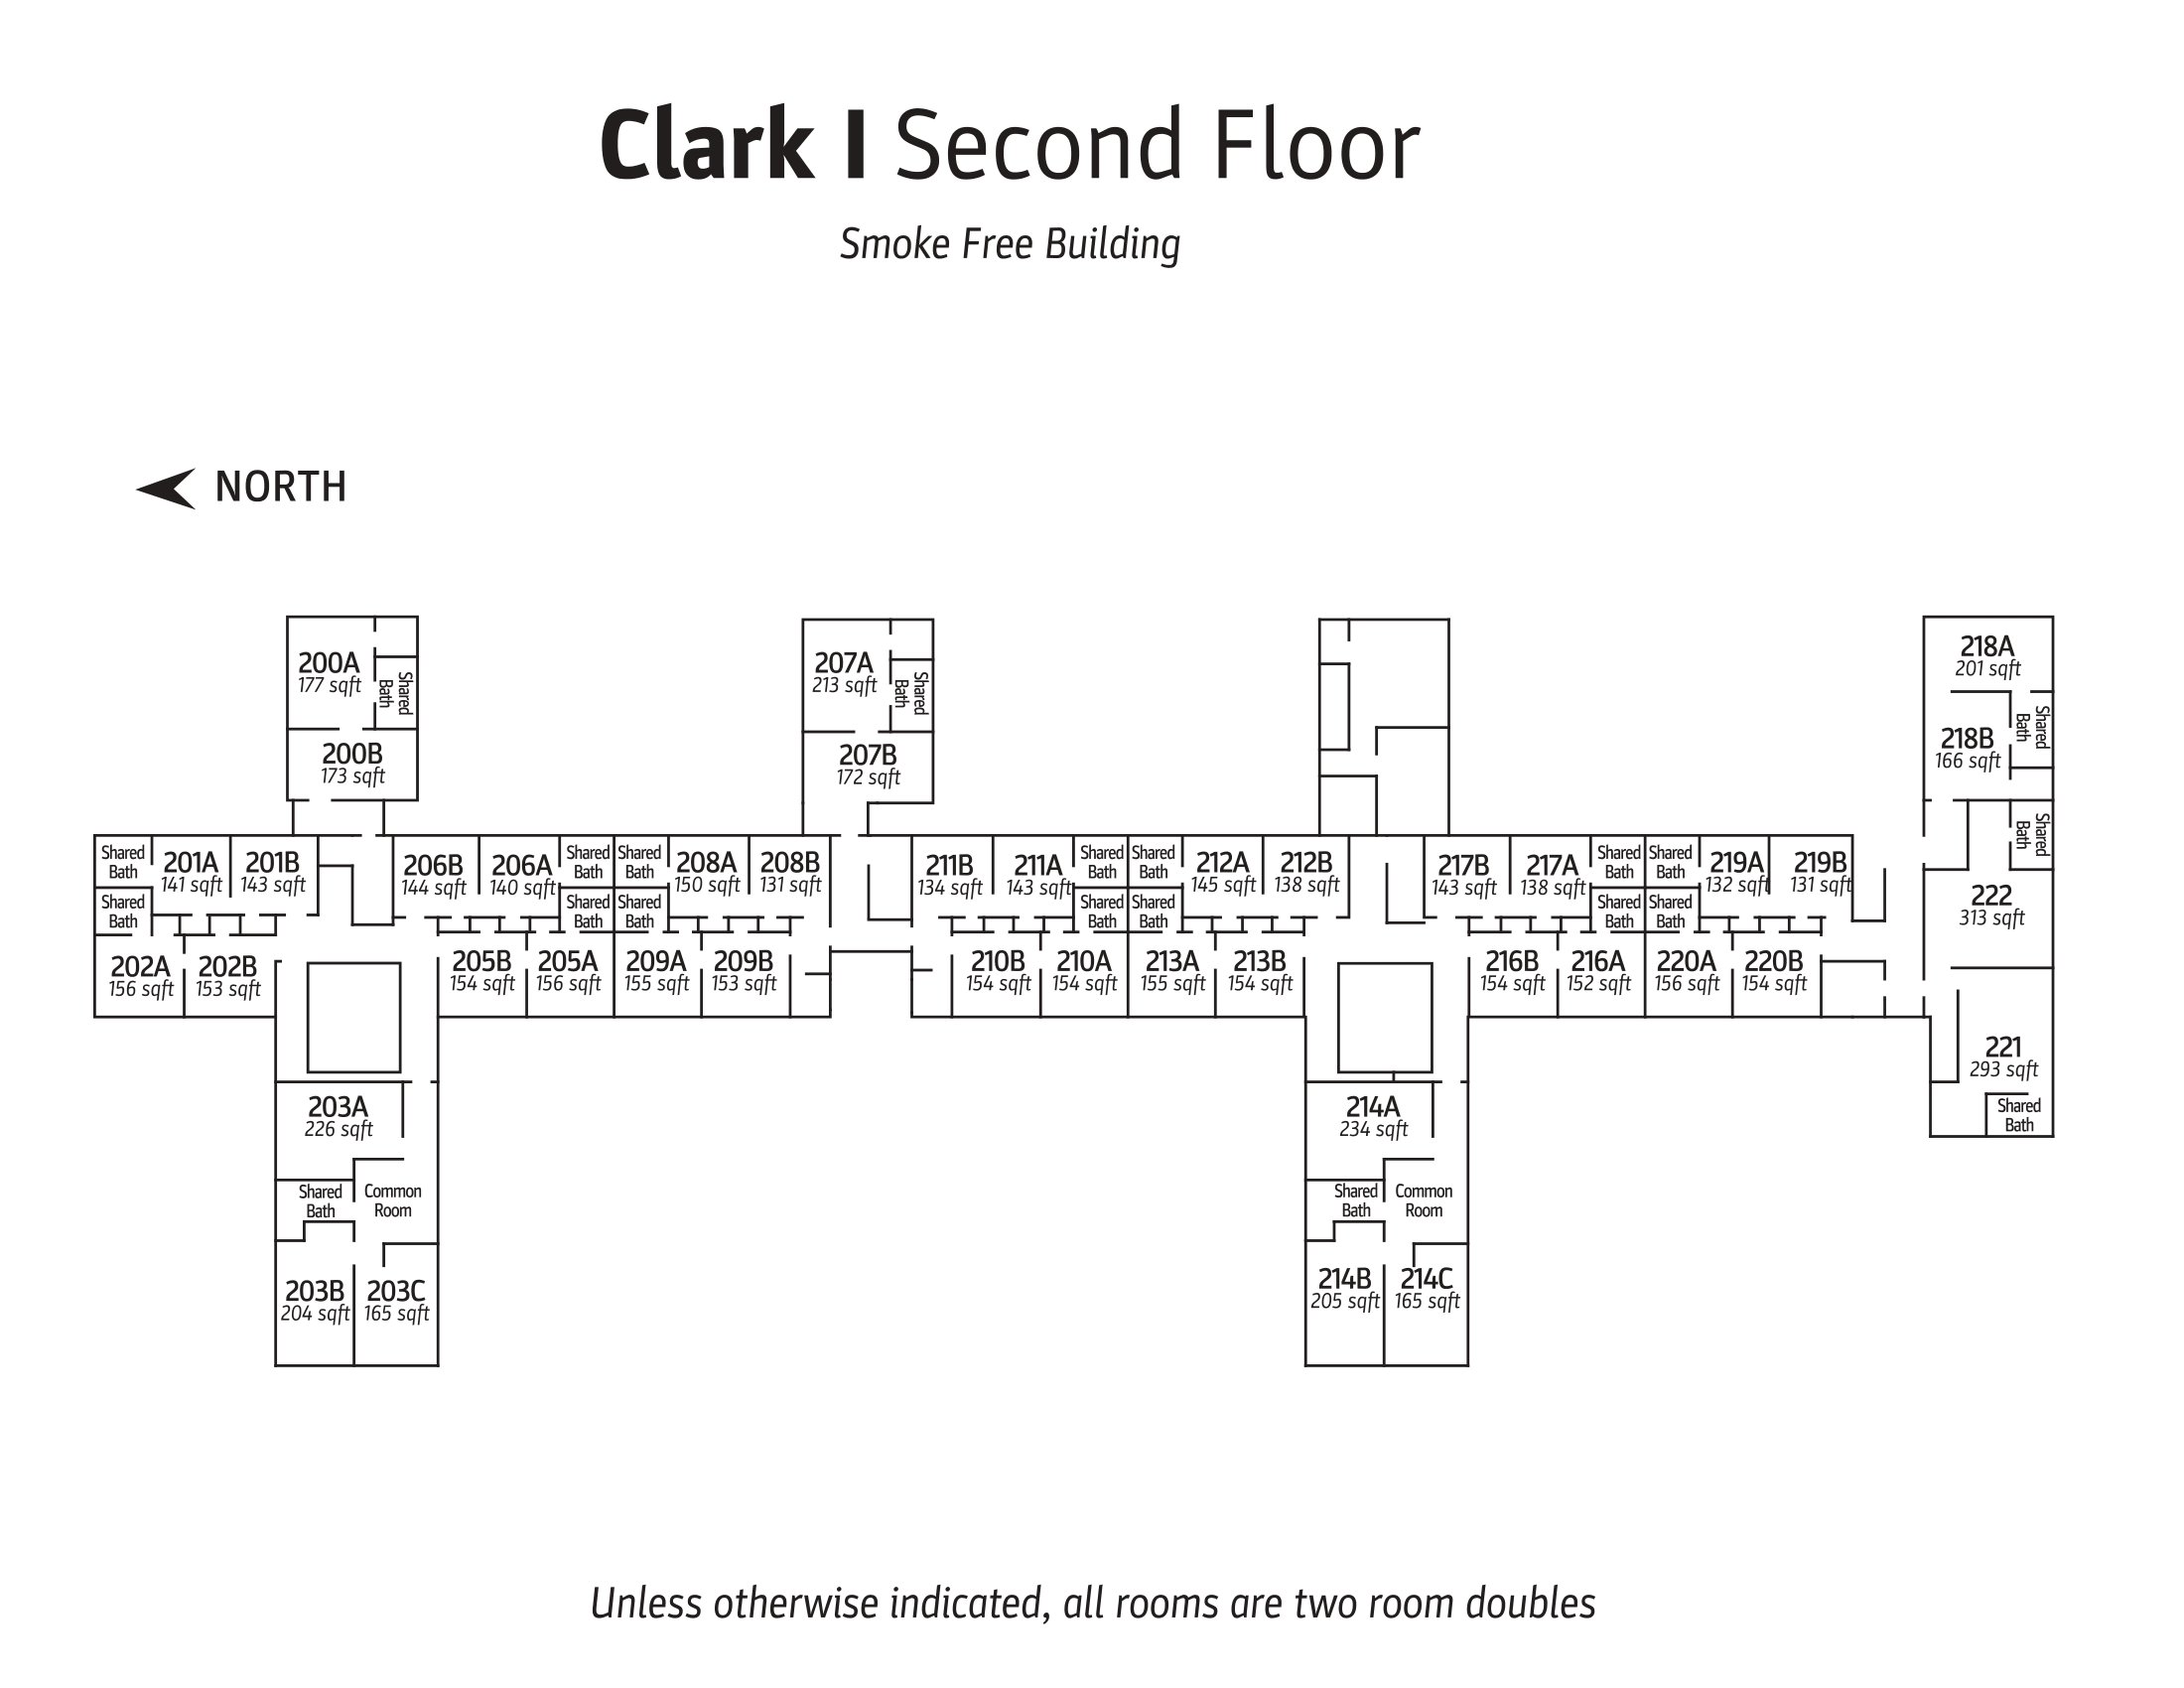 Clark I Second Floor
Smoke Free Building
NORTH
200A
177 sqft
Shared
Bath
200B
173 sqft
207A
213 sqft
Shared
Bath
207B
172 sqft
218A
201 sqft
218B
166 sqft
Shared
Bath
Shared
Bath
222
313 sqft
221
293 sqft
Shared
Bath
Shared
Bath
201A
141 sqft
201B
143 sqft
Shared
Bath
202A
156 sqft
202B
153 sqft
206B
144 sqft
206A
140 sqft
Shared
Bath
Shared
Bath
208A
150 sqft
208B
131 sqft
Shared
Bath
Shared
Bath
205B
154 sqft
205A
156 sqft
209A
155 sqft
209B
153 sqft
211B
134 sqft
211A
143 sqft
Shared
Bath
Shared
Bath
212A
145 sqft
212B
138 sqft
Shared
Bath
Shared
Bath
210B
154 sqft
210A
154 sqft
213A
155 sqft
213B
154 sqft
217B
143 sqft
217A
138 sqft
Shared
Bath
Shared
Bath
219A
132 sqft
219B
131 sqft
Shared
Bath
Shared
Bath
216B
154 sqft
216A
152 sqft
220A
156 sqft
220B
154 sqft
203A
226 sqft
Shared
Bath
Common
Room
203B
204 sqft
203C
165 sqft
214A
234 sqft
Shared
Bath
Common
Room
214B
205 sqft
214C
165 sqft
Unless otherwise indicated, all rooms are two room doubles